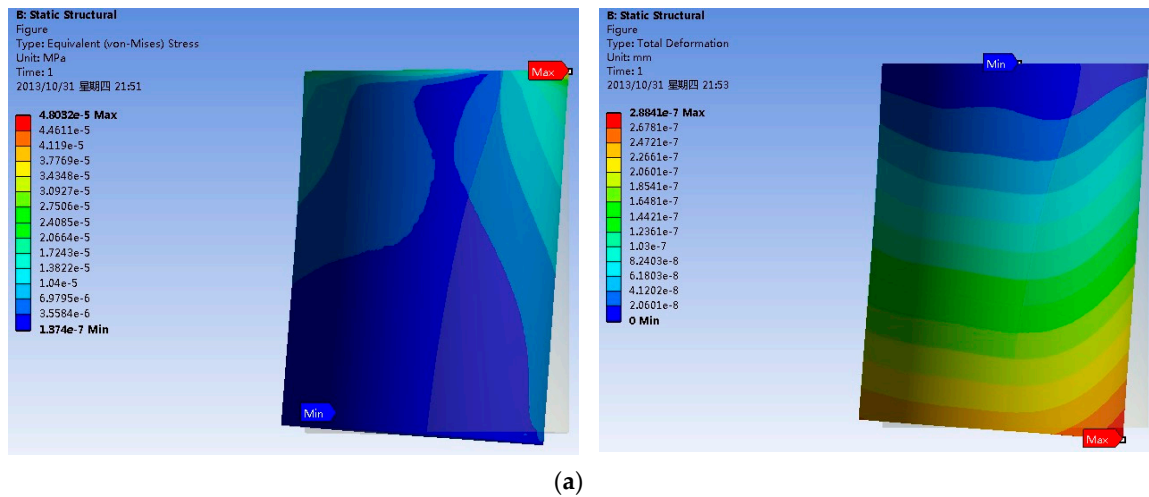 B: Static Structural
Figure
Type: Equivalent (von-Mises) Stress
Unit: MPa
Time: 1
2013/10/31 星期四 21:51
4.8032e-5 Max
4.4611e-5
4.119e-5
3.7769e-5
3.4348e-5
3.0927e-5
2.7506e-5
2.4085e-5
2.0664e-5
1.7243e-5
1.3822e-5
1.04e-5
6.9795e-6
3.5584e-6
1.374e-7 Min
Max
Min
B: Static Structural
Figure
Type: Total Deformation
Unit: mm
Time: 1
2013/10/31 星期四 21:53
2.8841e-7 Max
2.6781e-7
2.4721e-7
2.2661e-7
2.0601e-7
1.8541e-7
1.6481e-7
1.4421e-7
1.2361e-7
1.03e-7
8.2403e-8
6.1803e-8
4.1202e-8
2.0601e-8
0 Min
Min
Max
(a)